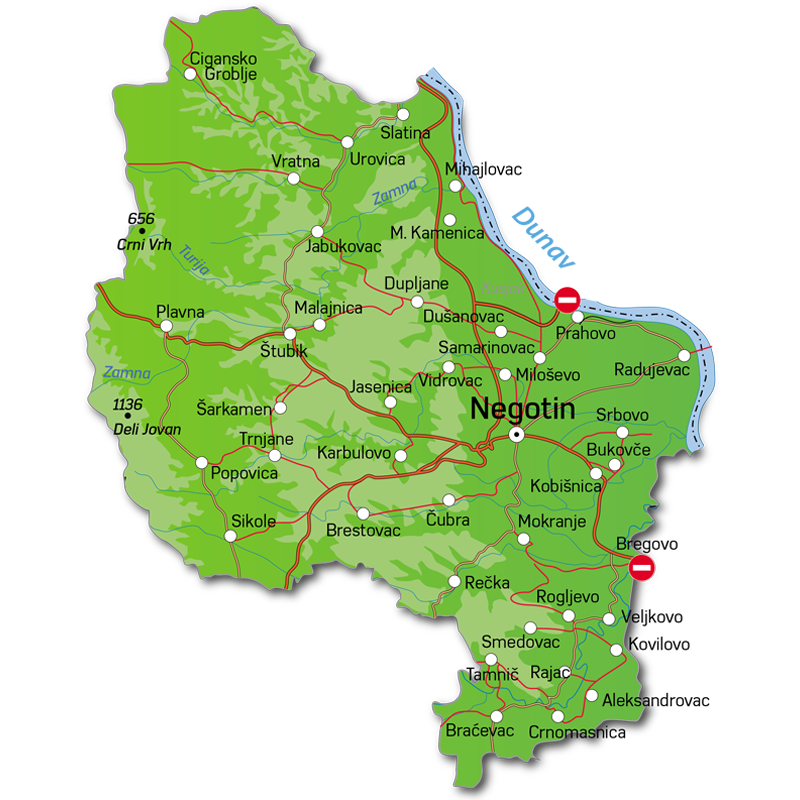 Cigansko
Groblje
Slatina
Urovica
Vratna
Mihajlovac
Zamna
656
Crni Vrh
M. Kamenica
Dunav
Jabukovac
Turija
Dupljane
Plavna
Malajnica
Dušanovac
Prahovo
Štubik
Samarinovac
Radujevac
Zamna
Vidrovac
Miloševo
Jasenica
1136
Deli Jovan
Šarkamen
Negotin
Srbovo
Trnjane
Karbulovo
Bukovče
Popovica
Kobišnica
Sikole
Brestovac
Čubra
Mokranje
Bregovo
Rečka
Rogljevo
Veljkovo
Smedovac
Kovilovo
Tamnič
Rajac
Aleksandrovac
Braćevac
Crnomasnica